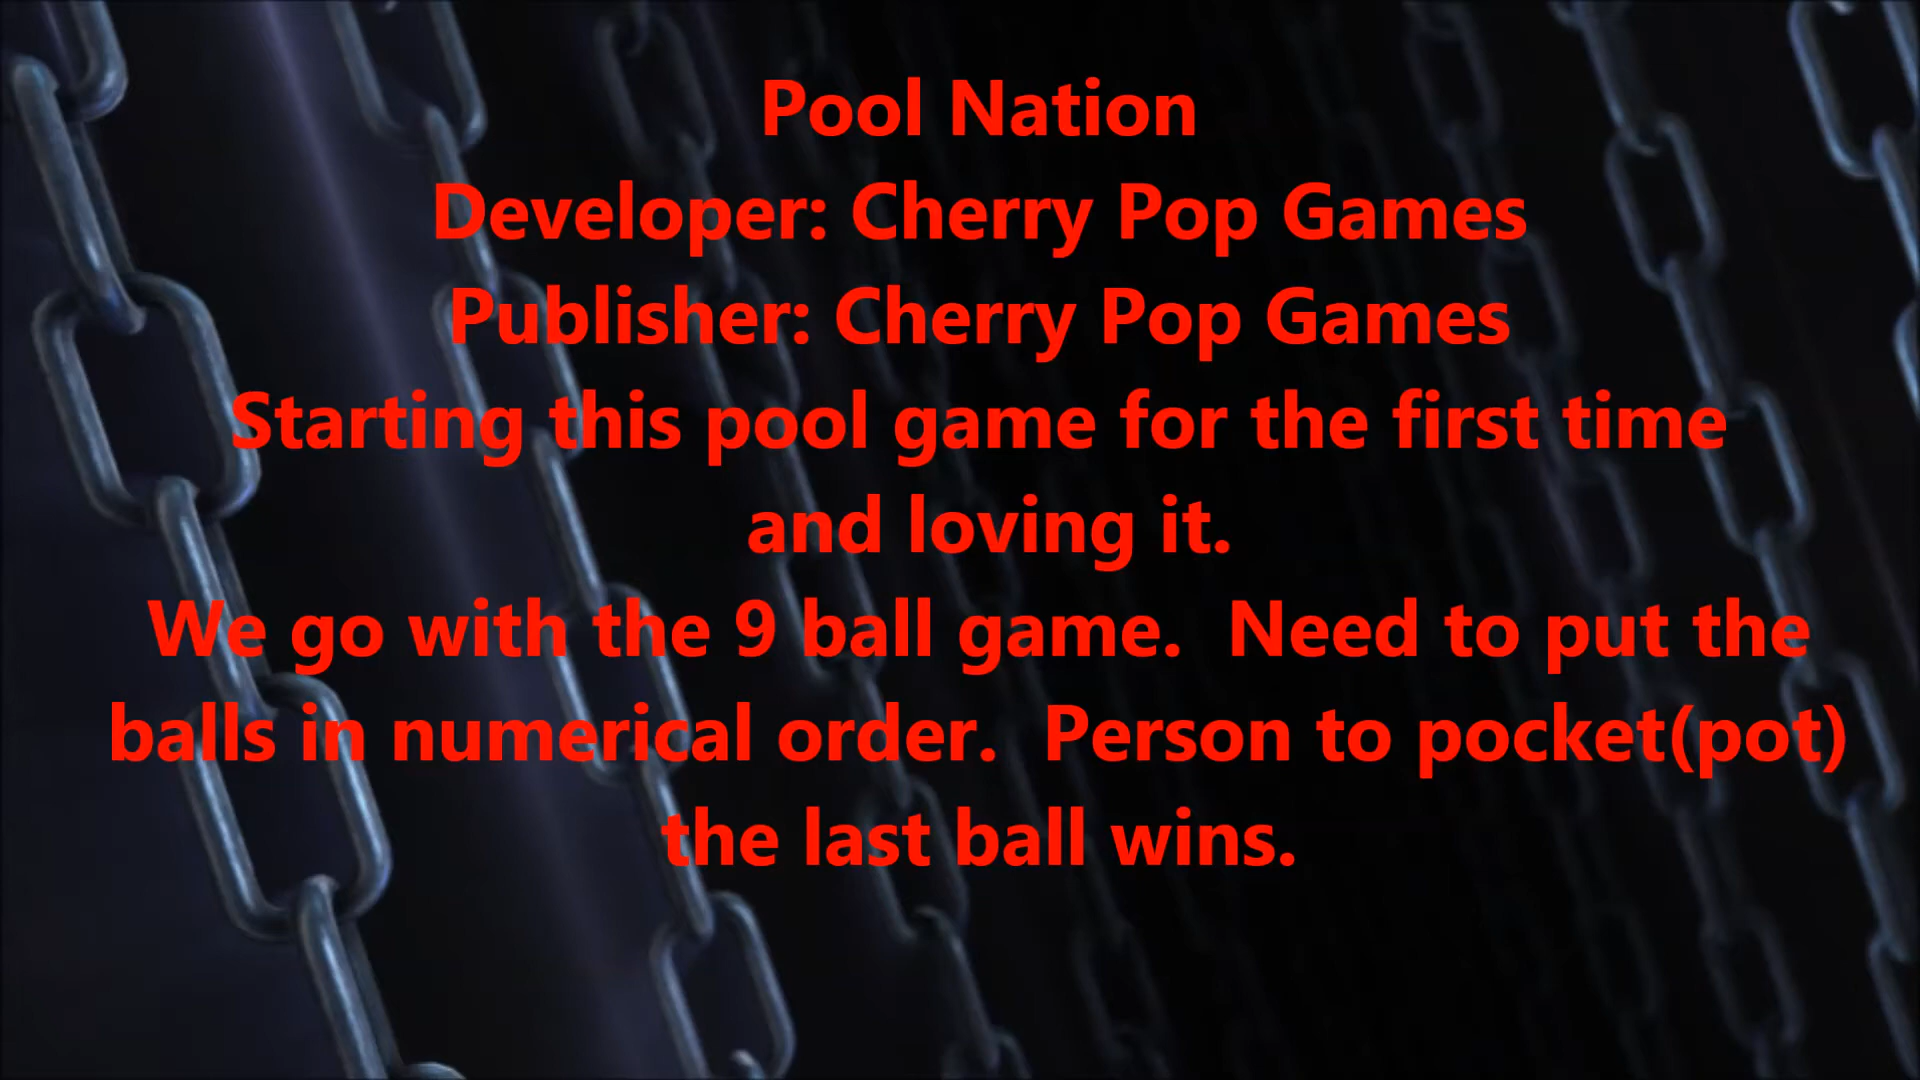 Pool Nation
Developer: Cherry Pop Games
Publisher: Cherry Pop Games
Starting this pool game for the first time
and loving it.
We go with the 9 ball game.  Need to put the
balls in numerical order.  Person to pocket(pot)
the last ball wins.